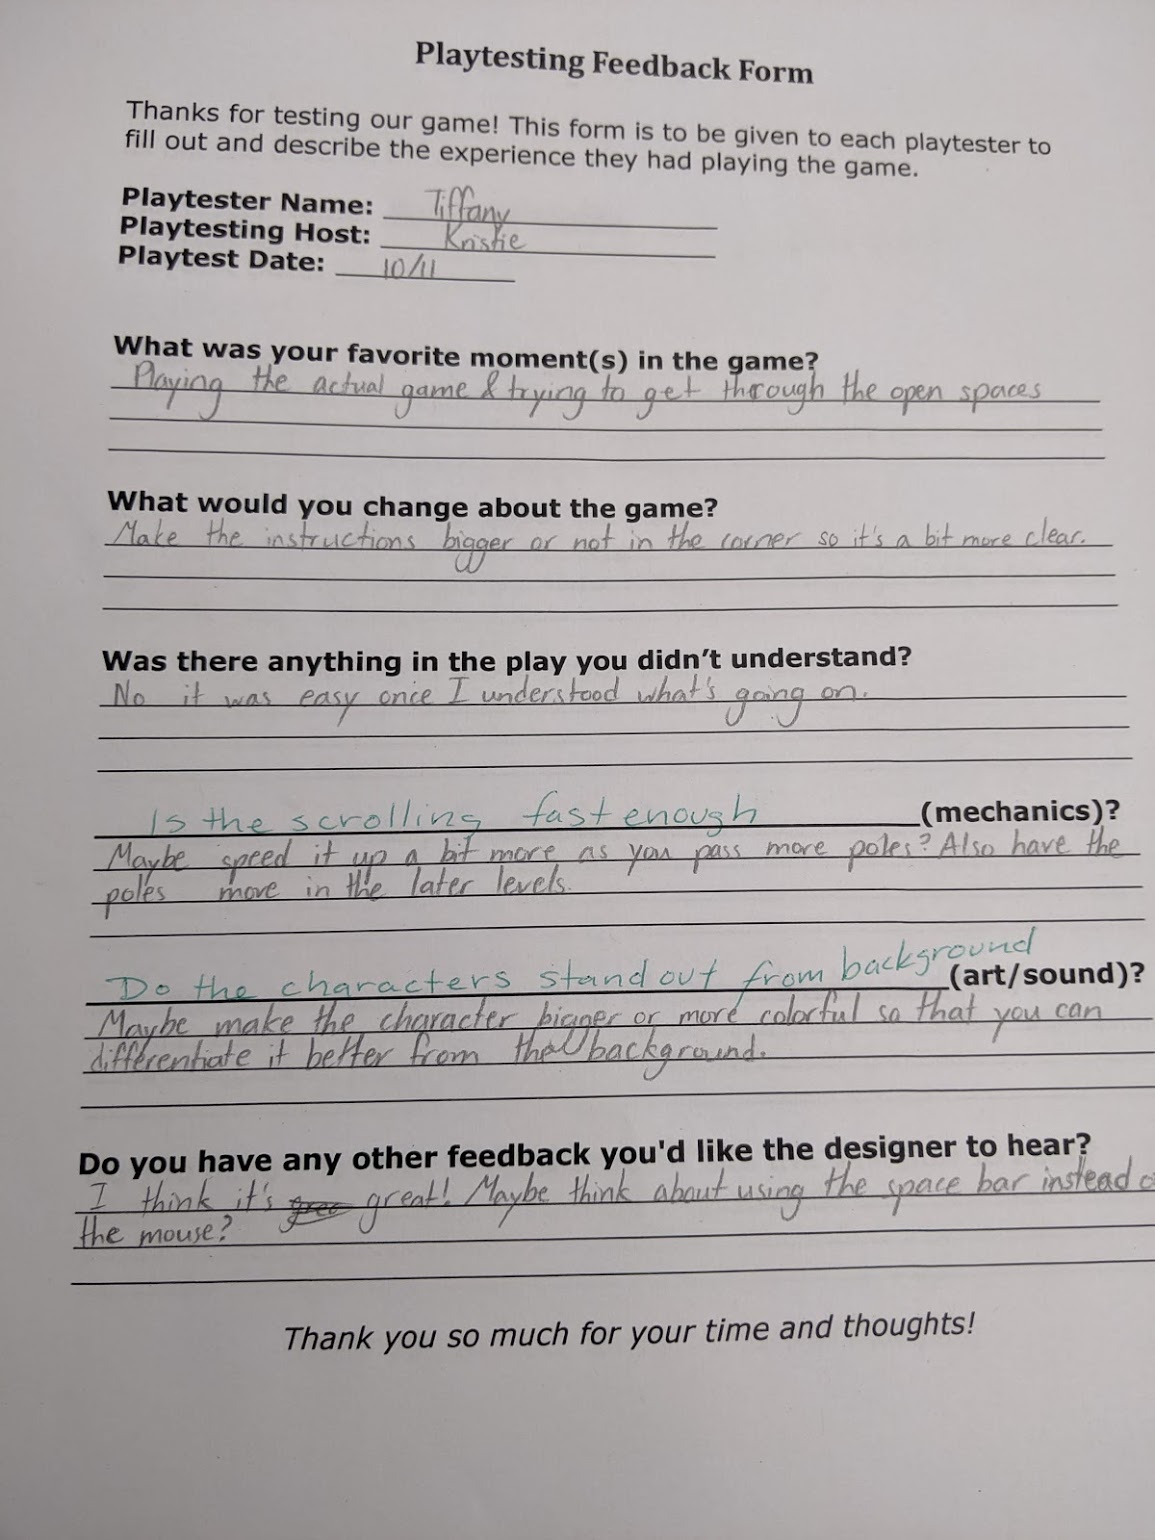 Playtesting Feedback Form
Thanks for testing our game! This form is to be given to each playtester to
fill out and describe the experience they had playing the game.
Playtester Name: Tiffany
Playtesting Host: Kristie
Playtest Date: 10/11
What was your favorite moment(s) in the game?
Playing the actual game & trying to get through the open spaces
What would you change about the game?
Make the instructions bigger or not in the corner so it's a bit more clear.
Was there anything in the play you didn't understand?
No it was easy once I understood what's going on.
Is the scrolling fast enough (mechanics)?
Maybe speed it up a bit more as you pass more poles? Also have the
poles move in the later levels.
Do the characters stand out from background (art/sound)?
Maybe make the character bigger or more colorful so that you can
differentiate it better from the background.
Do you have any other feedback you'd like the designer to hear?
I think it's great! Maybe think about using the space bar instead
the mouse?
Thank you so much for your time and thoughts!